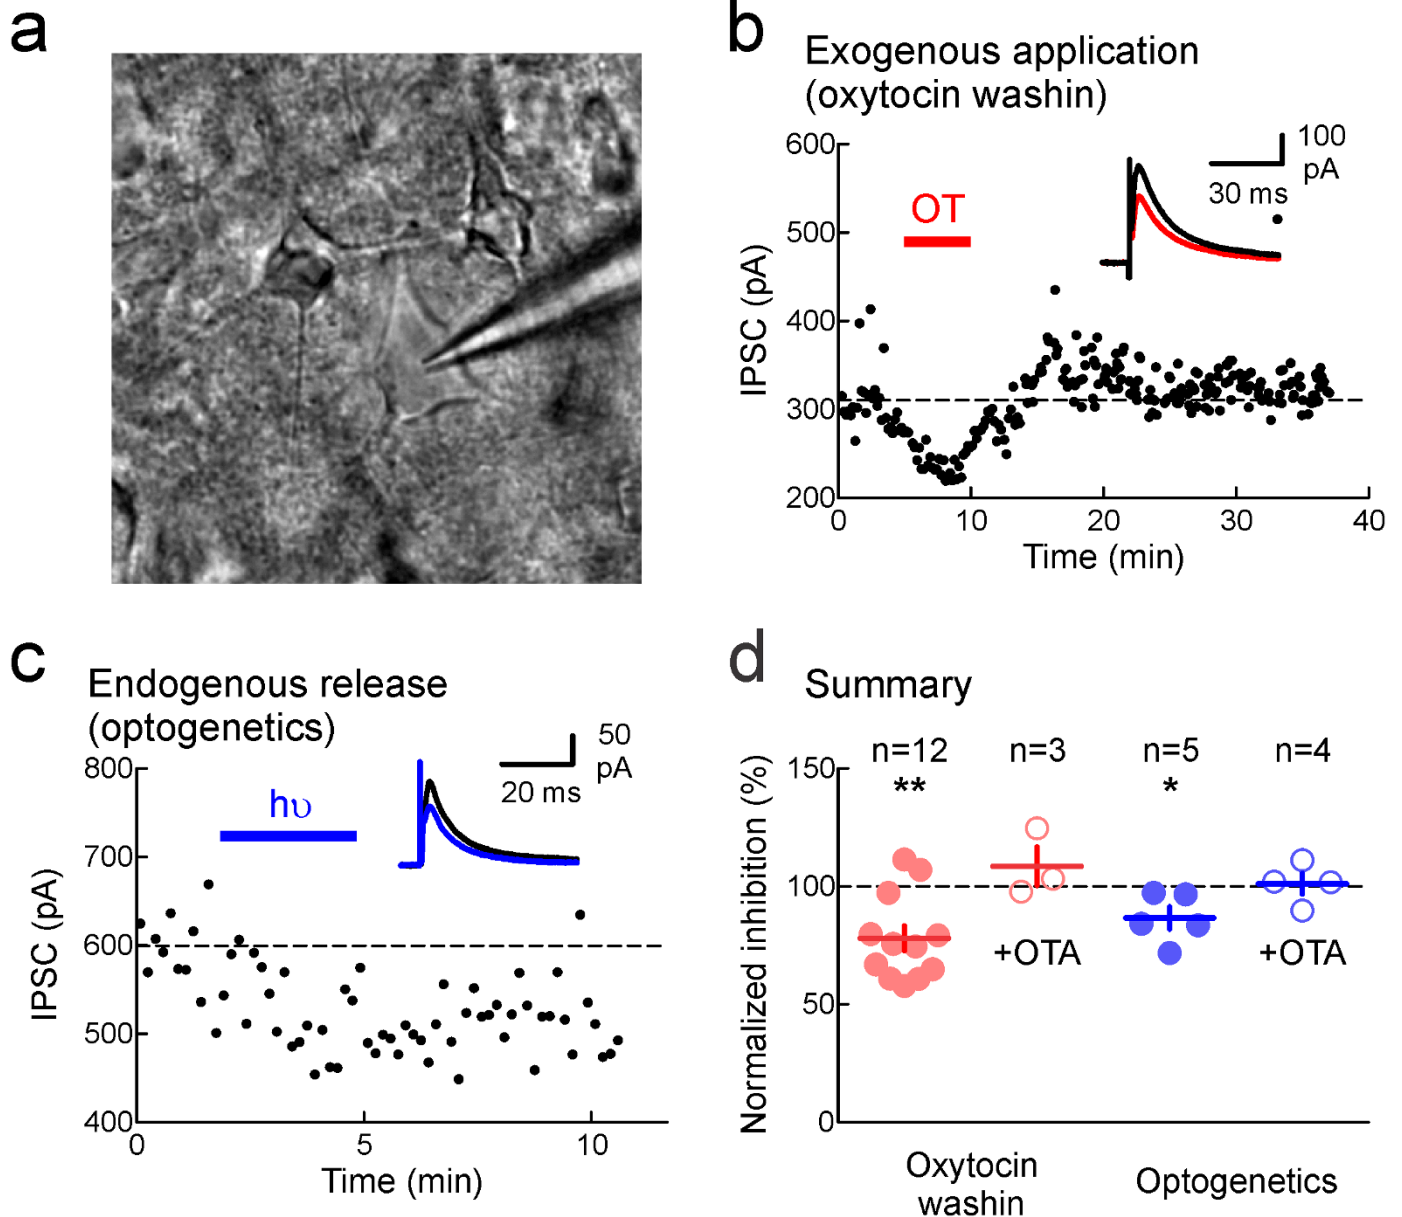 a
b
Exogenous application
(oxytocin washin)
600
500
400
300
200
IPSC (pA)
OT
100
pA
30 ms
0
10
20
30
40
Time (min)
c
Endogenous release
(optogenetics)
800
700
600
500
400
IPSC (pA)
hυ
50
pA
20 ms
0
5
10
Time (min)
d
Summary
Normalized inhibition (%)
150
100
50
0
n=12
n=3
n=5
n=4
**
*
+OTA
+OTA
Oxytocin
washin
Optogenetics